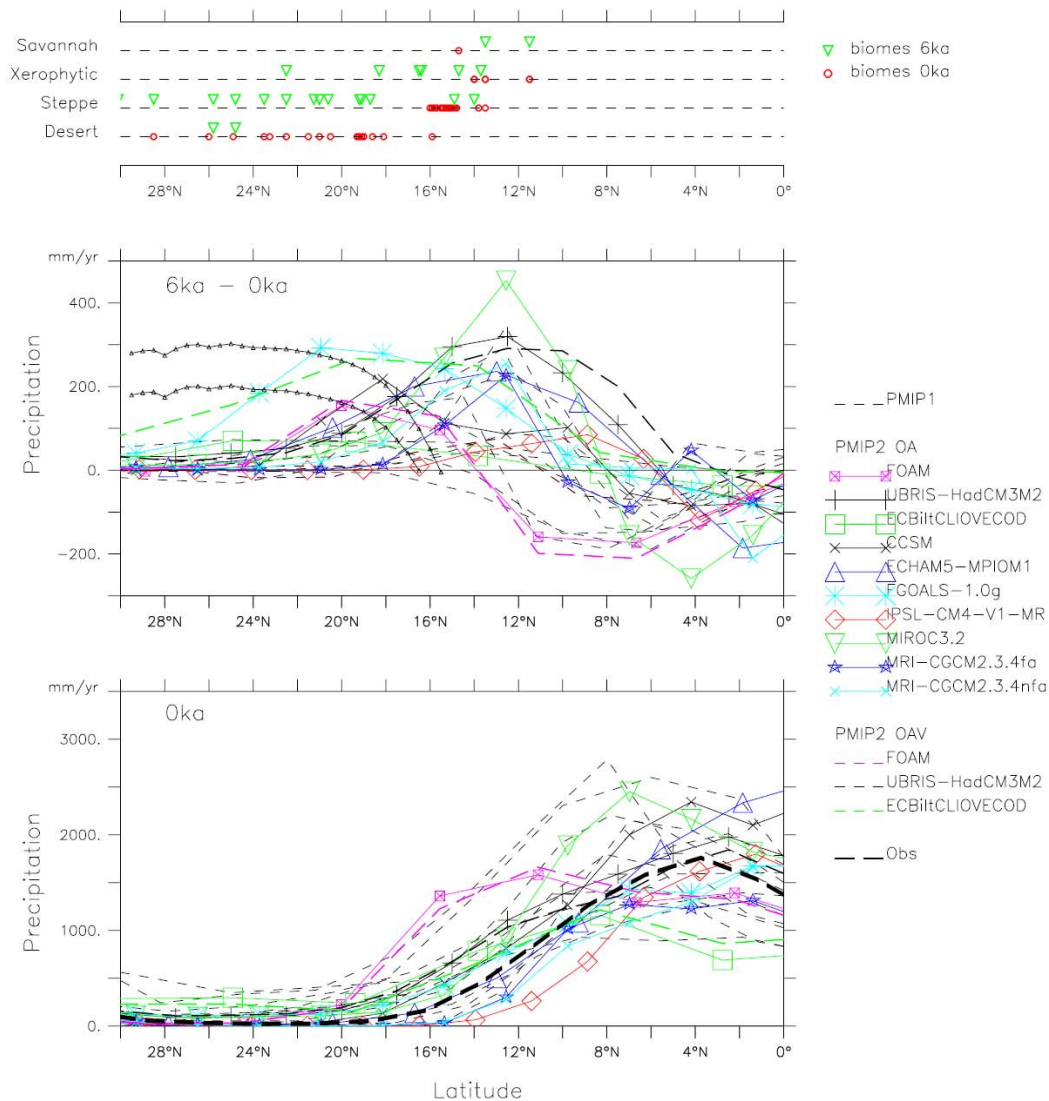 Savannah
Xerophytic
Steppe
Desert
biomes 6ka
biomes 0ka
28°N 24°N 20°N 16°N 12°N 8°N 4°N 0°
mm/yr
6ka – 0ka
400.
200.
0.
–200.
Precipitation
28°N 24°N 20°N 16°N 12°N 8°N 4°N 0°
mm/yr
0ka
3000.
2000.
1000.
0.
Precipitation
28°N 24°N 20°N 16°N 12°N 8°N 4°N 0°
Latitude
PMIP1
PMIP2 OA
FOAM
UBRIS–HadCM3M2
ECBiltCLIOVECOD
CCSM
ECHAM5–MPIOM1
FGOALS–1.0g
IPSL–CM4–V1–MR
MIROC3.2
MRI–CGCM2.3.4fa
MRI–CGCM2.3.4nfa
PMIP2 OAV
FOAM
UBRIS–HadCM3M2
ECBiltCLIOVECOD
Obs